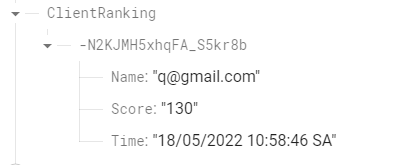 ClientRanking
-N2KJMH5xhqFA_S5kr8b
Name: "q@gmail.com"
Score: "130"
Time: "18/05/2022 10:58:46 SA"